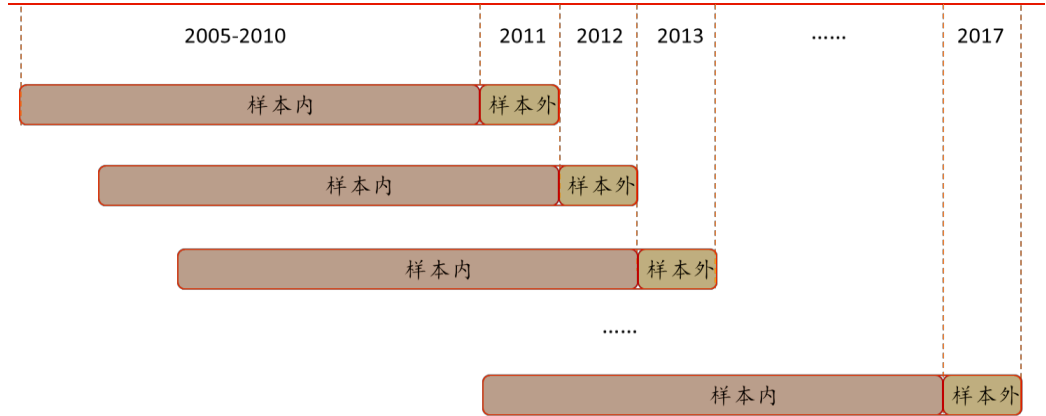 2005-2010 2011 2012 2013 ...... 2017
样本内 样本外
样本内 样本外
样本内 样本外
......
样本内 样本外